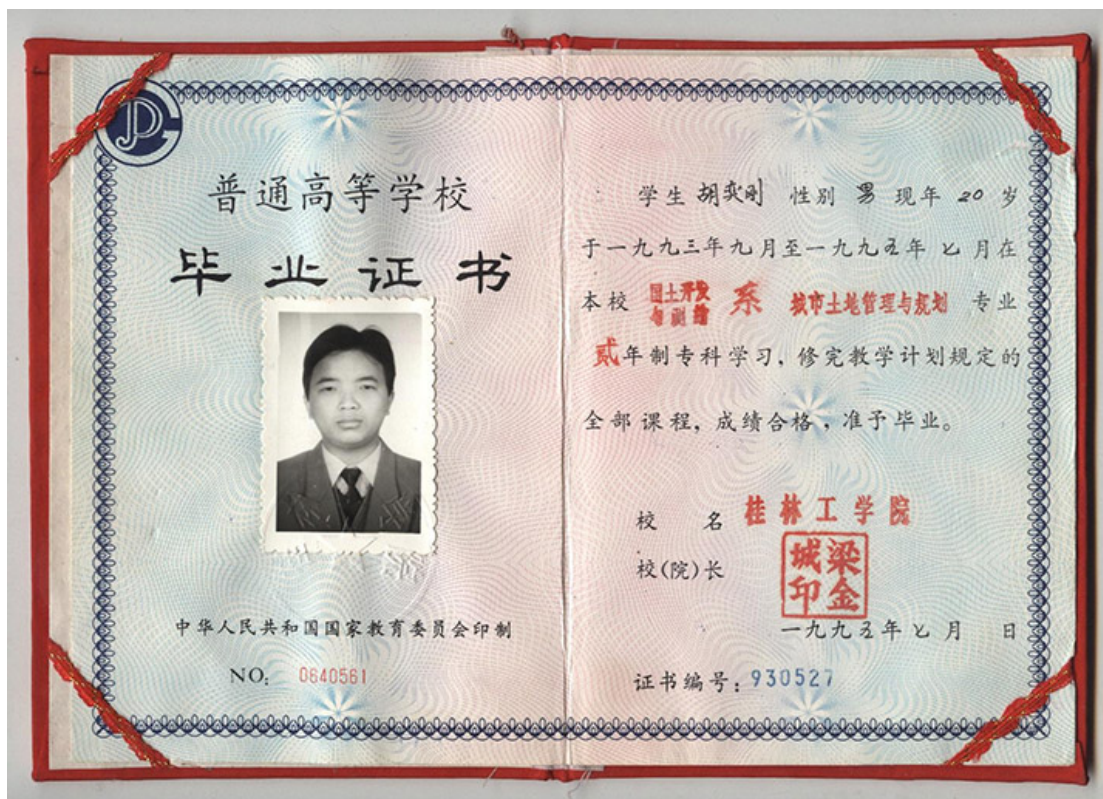 普通高等学校
毕业证书
中华人民共和国国家教育委员会印制
NO: 0640561
学生 胡奕刚 性别 男 现年 20 岁
于一九九三年九月至一九九五年七月在
本校 国土开发与测绘 系 城市土地管理与规划 专业
贰年制专科学习，修完教学计划规定的
全部课程，成绩合格，准予毕业。
校 名 桂林工学院
校(院)长 梁金城印
一九九五年七月 日
证书编号：930527